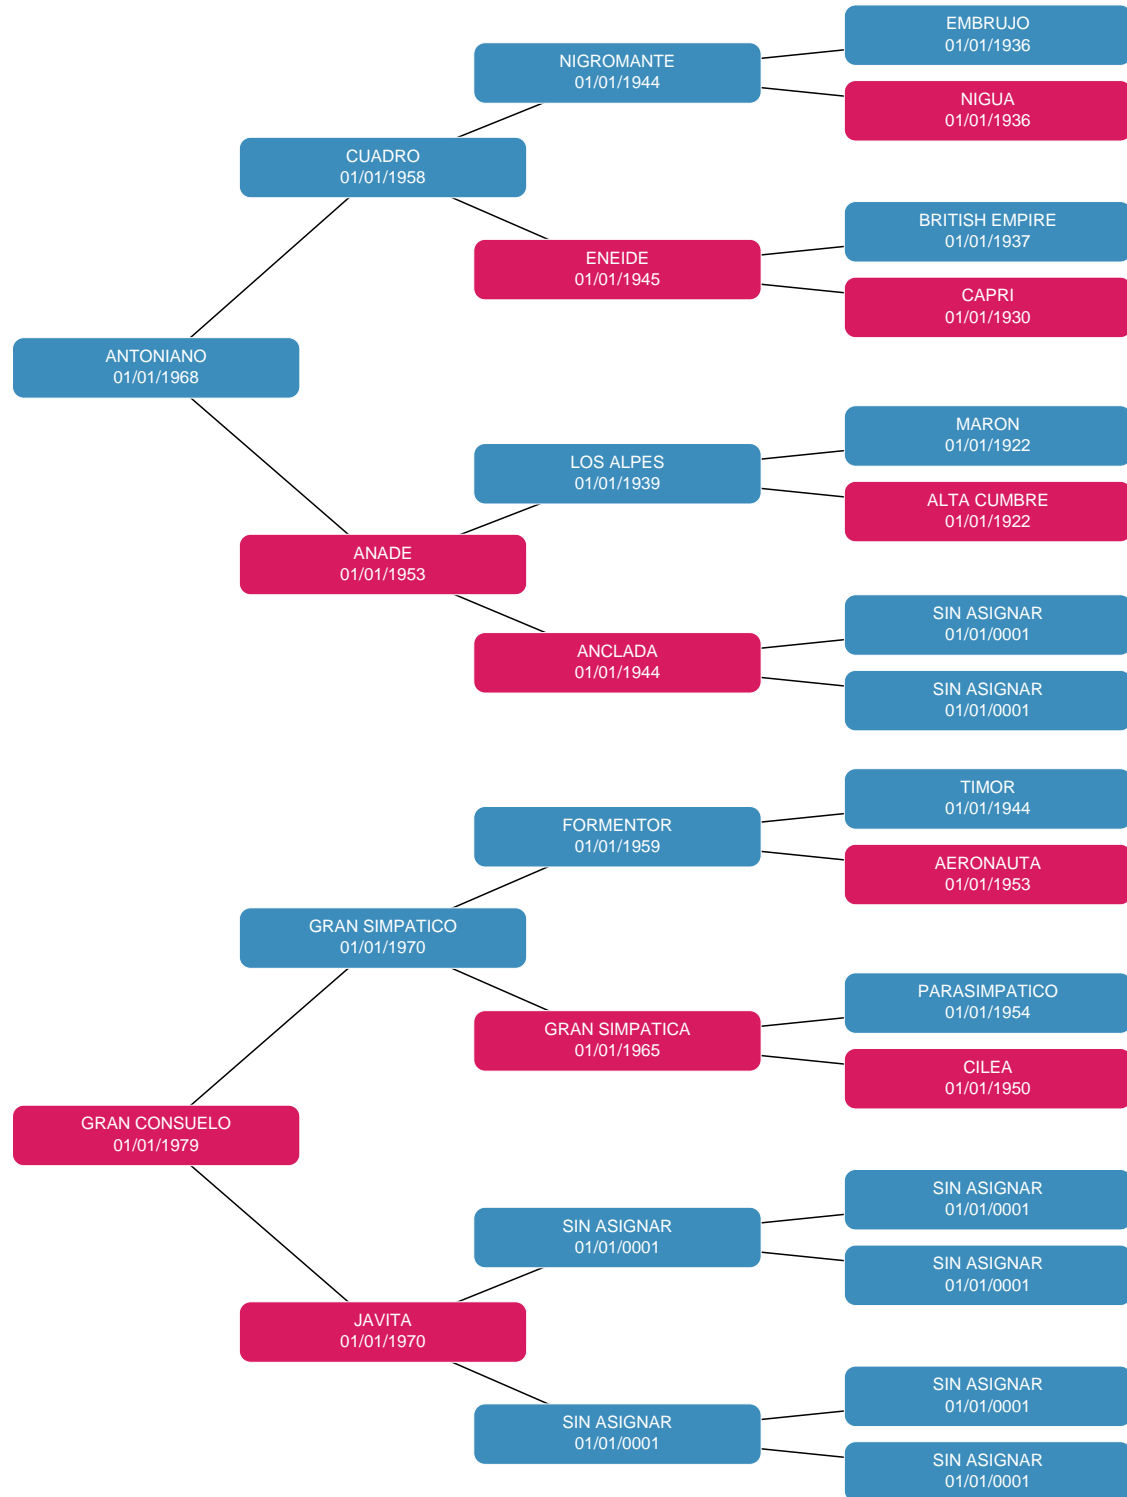 EMBRUJO
01/01/1936
NIGROMANTE
01/01/1944
NIGUA
01/01/1936
CUADRO
01/01/1958
BRITISH EMPIRE
01/01/1937
ENEIDE
01/01/1945
CAPRI
01/01/1930
ANTONIANO
01/01/1968
MARON
01/01/1922
LOS ALPES
01/01/1939
ALTA CUMBRE
01/01/1922
ANADE
01/01/1953
SIN ASIGNAR
01/01/0001
ANCLADA
01/01/1944
SIN ASIGNAR
01/01/0001
TIMOR
01/01/1944
FORMENTOR
01/01/1959
AERONAUTA
01/01/1953
GRAN SIMPATICO
01/01/1970
PARASIMPATICO
01/01/1954
GRAN SIMPATICA
01/01/1965
CILEA
01/01/1950
GRAN CONSUELO
01/01/1979
SIN ASIGNAR
01/01/0001
SIN ASIGNAR
01/01/0001
SIN ASIGNAR
01/01/0001
JAVITA
01/01/1970
SIN ASIGNAR
01/01/0001
SIN ASIGNAR
01/01/0001
SIN ASIGNAR
01/01/0001